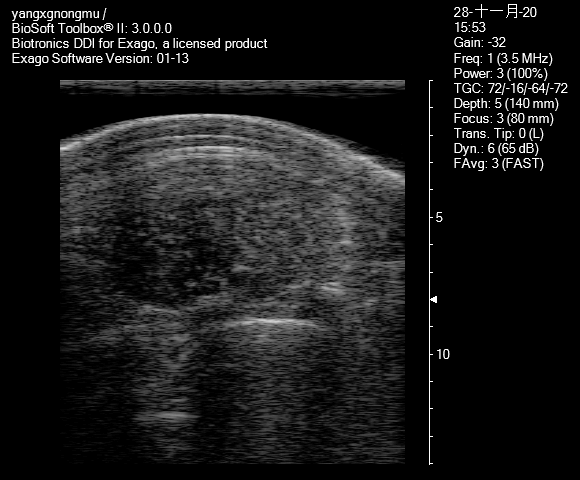 yangxgnongmu /
BioSoft Toolbox® II: 3.0.0.0
Biotronics DDI for Exago, a licensed product
Exago Software Version: 01-13
28-十一月-20
15:53
Gain: -32
Freq: 1 (3.5 MHz)
Power: 3 (100%)
TGC: 72/-16/-64/-72
Depth: 5 (140 mm)
Focus: 3 (80 mm)
Trans. Tip: 0 (L)
Dyn.: 6 (65 dB)
FAvg: 3 (FAST)
5
10